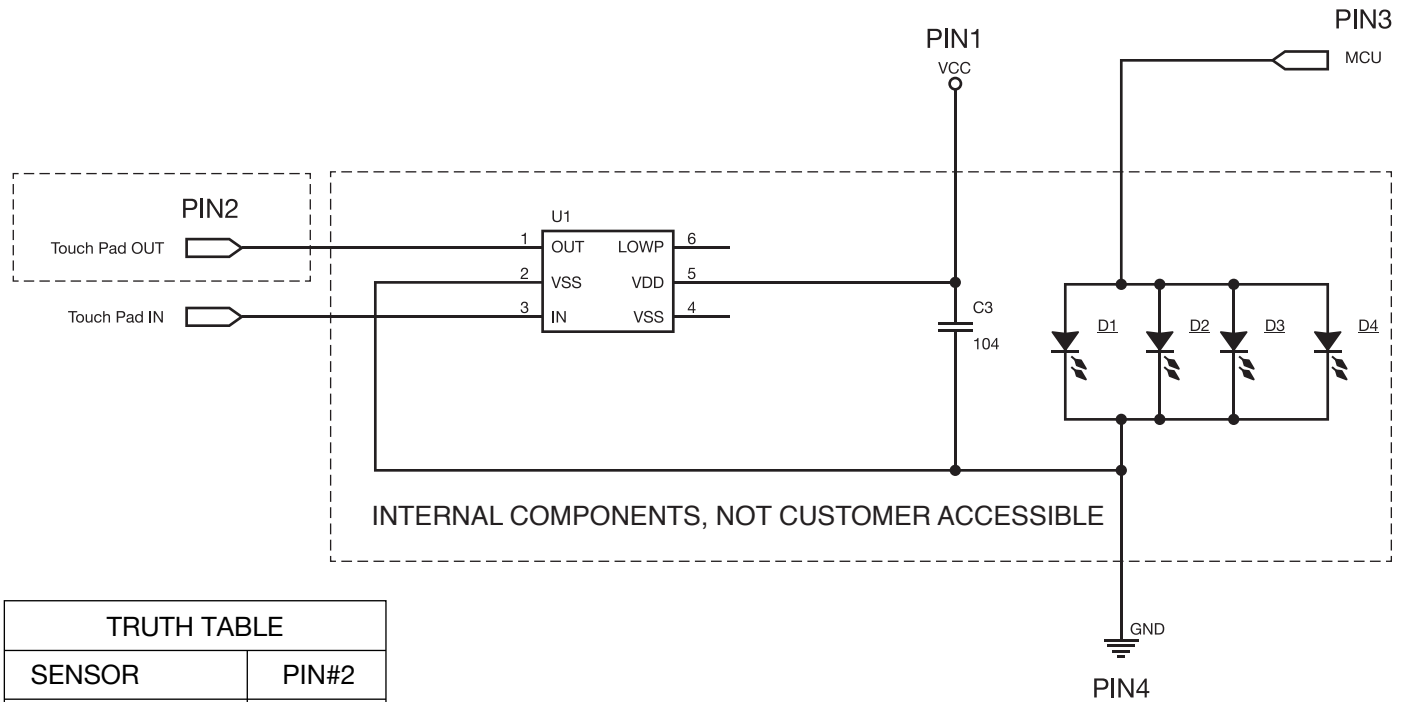 PIN3
MCU
PIN1
VCC
PIN2
Touch Pad OUT
Touch Pad IN
U1
1 OUT LOWP 6
2 VSS VDD 5
3 IN VSS 4
C3
104
D1 D2 D3 D4
INTERNAL COMPONENTS, NOT CUSTOMER ACCESSIBLE
GND
PIN4
TRUTH TABLE
SENSOR PIN#2